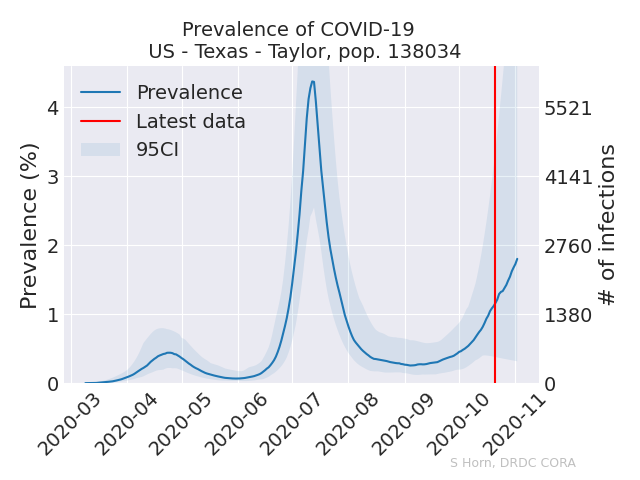 Prevalence of COVID-19
US - Texas - Taylor, pop. 138034
Prevalence
Latest data
95CI
Prevalence (%)
4
3
2
1
0
5521
4141
2760
1380
0
# of infections
2020-03
2020-04
2020-05
2020-06
2020-07
2020-08
2020-09
2020-10
2020-11
S Horn, DRDC CORA